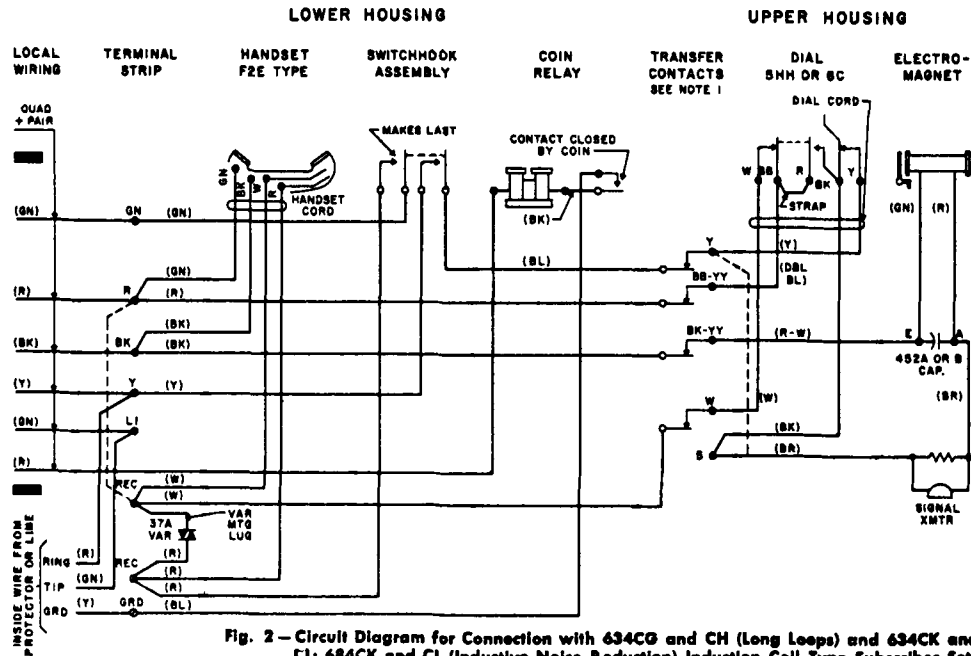 LOWER HOUSING
UPPER HOUSING
LOCAL WIRING
TERMINAL STRIP
HANDSET F2E TYPE
SWITCHHOOK ASSEMBLY
COIN RELAY
TRANSFER CONTACTS SEE NOTE 1
DIAL 5HH OR 6C
ELECTRO-MAGNET
QUAD + PAIR
MAKES LAST
CONTACT CLOSED BY COIN
DIAL CORD
GN
BK
W
R
HANDSET CORD
(BK)
W
BB
R
BK
Y
STRAP
(GN)
(R)
(GN)
GN
(GN)
(GN)
(BL)
Y
(Y)
(DBL BL)
(R)
R
(R)
BB-YY
(BK)
(BK)
BK
(BK)
BK-YY
(R-W)
E
A
452A OR B CAP.
(Y)
Y
(Y)
W
(W)
(BR)
(GN)
L1
(BK)
(R)
S
(BR)
REC
(W)
(W)
SIGNAL XMTR
37A VAR
VAR MTG LUG
INSIDE WIRE FROM PROTECTOR OR LINE
RING
(R)
REC
(R)
(R)
(R)
TIP
(GN)
GRD
(Y)
GRD
(BL)
Fig. 2—Circuit Diagram for Connection with 634CG and CH (Long Loops) and 634CK and
684CK and CL (Inductive Noise Reduction) Induction Coil Type Subscriber Set